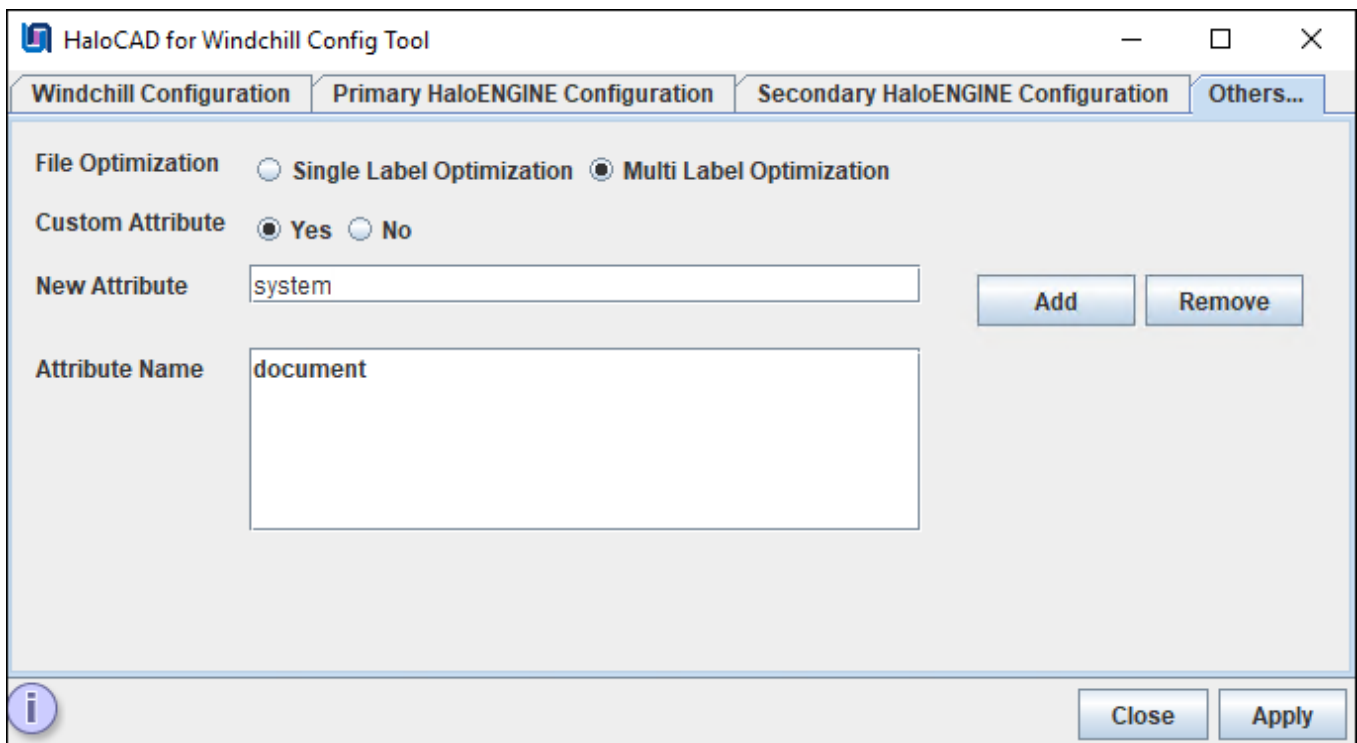 HaloCAD for Windchill Config Tool
Windchill Configuration Primary HaloENGINE Configuration Secondary HaloENGINE Configuration Others...
File Optimization Single Label Optimization Multi Label Optimization
Custom Attribute Yes No
New Attribute system Add Remove
Attribute Name document
i
Close Apply